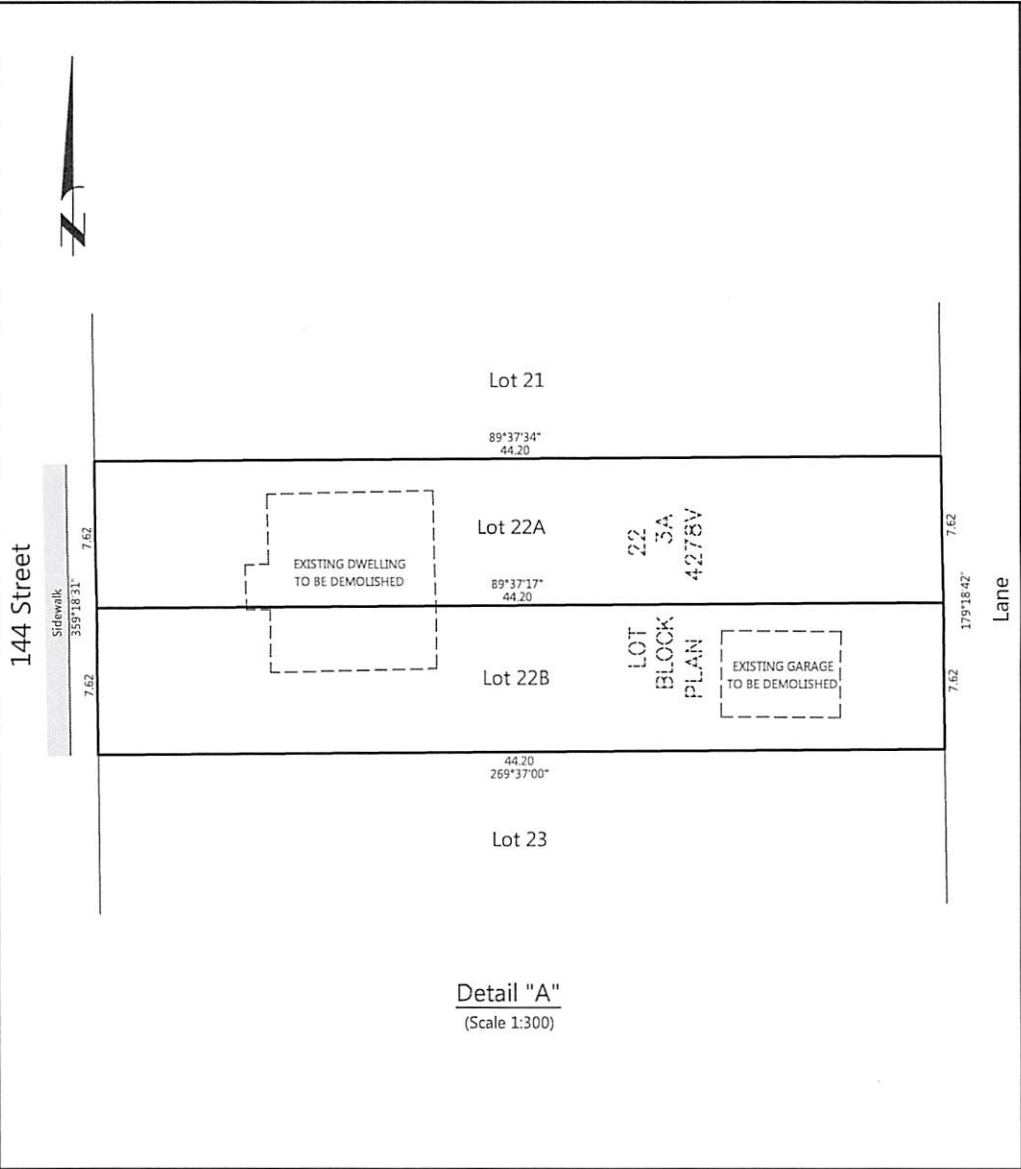 N
Lot 21
89°37'34"
44.20
144 Street
Sidewalk
359°18'31"
7.62
7.62
Lot 22A
EXISTING DWELLING
TO BE DEMOLISHED
89°37'17"
44.20
LOT 22
BLOCK 3A
PLAN 4278V
7.62
7.62
179°18'42"
Lane
Lot 22B
EXISTING GARAGE
TO BE DEMOLISHED
44.20
269°37'00"
Lot 23
Detail "A"
(Scale 1:300)